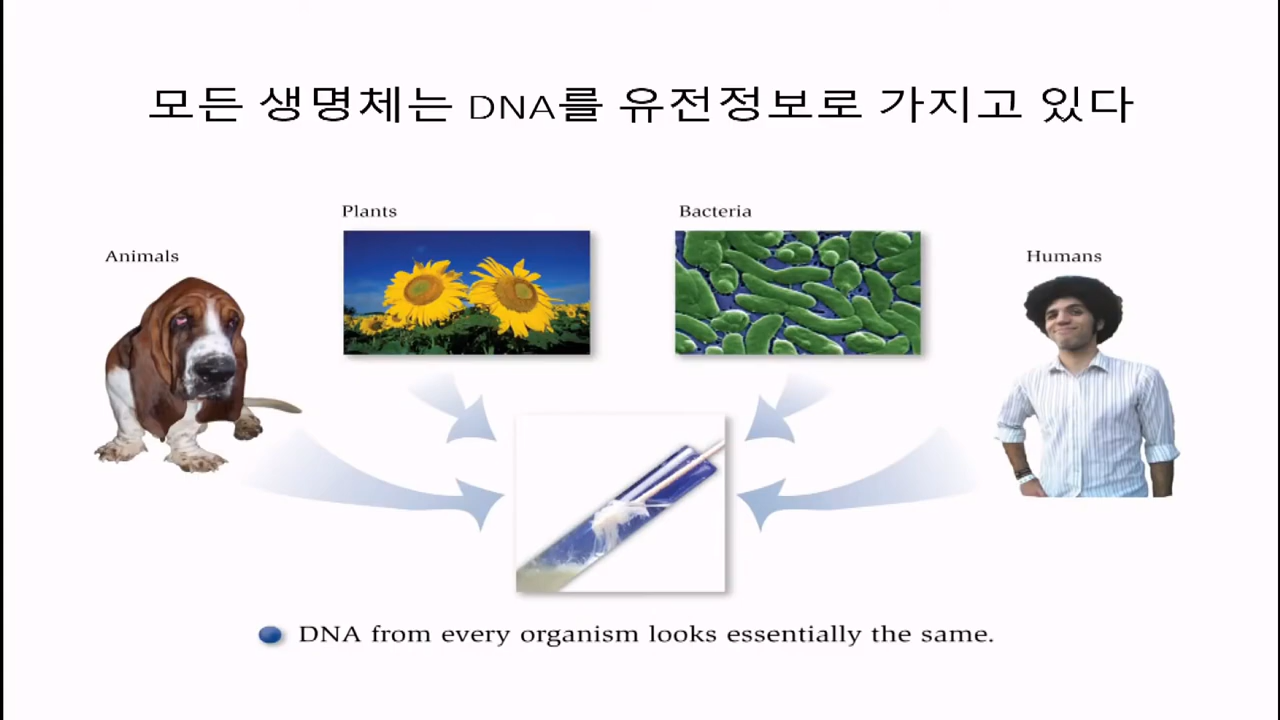 모든 생명체는 DNA를 유전정보로 가지고 있다
Plants
Bacteria
Animals
Humans
DNA from every organism looks essentially the same.